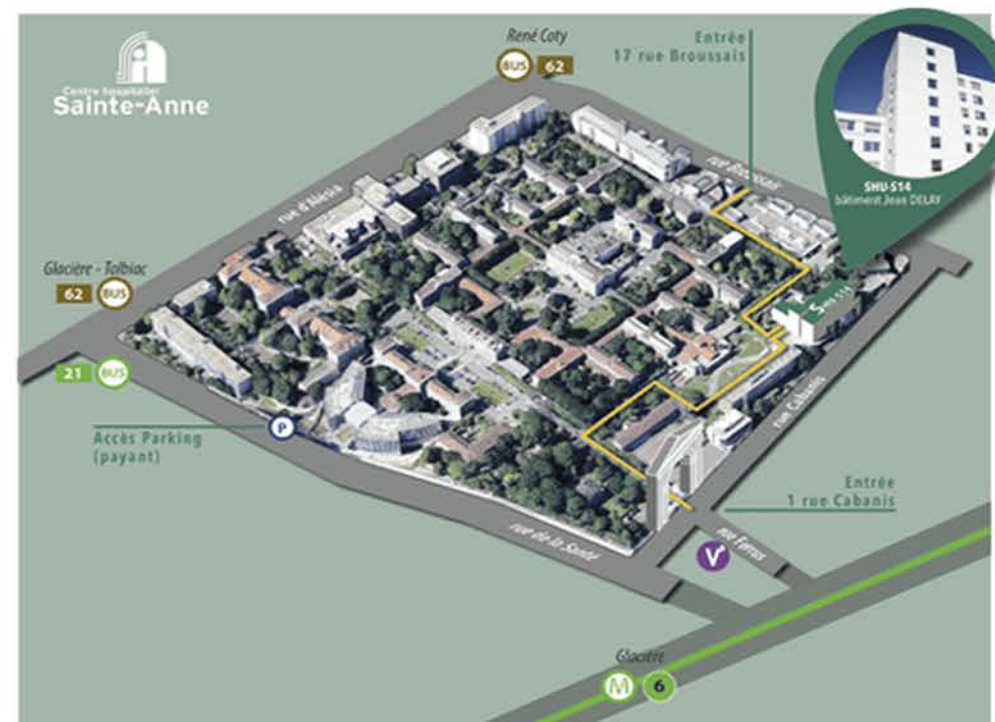 René Coty
BUS 62
Entrée
17 rue Broussais
Centre hospitalier
Sainte-Anne
rue Broussais
SHU-S14
bâtiment Jean DELAY
rue d'Alésia
Glacière - Tolbiac
62 BUS
SHU-S14
21 BUS
P
Accès Parking
(payant)
rue Cabanis
Entrée
1 rue Cabanis
rue de la Santé
rue Ferrus
V
Glacière
M 6